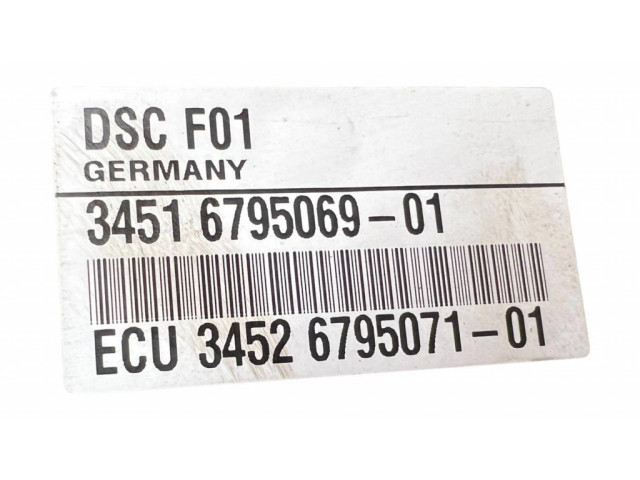 DSC F01
GERMANY
3451 6795069-01
ECU 3452 6795071-01